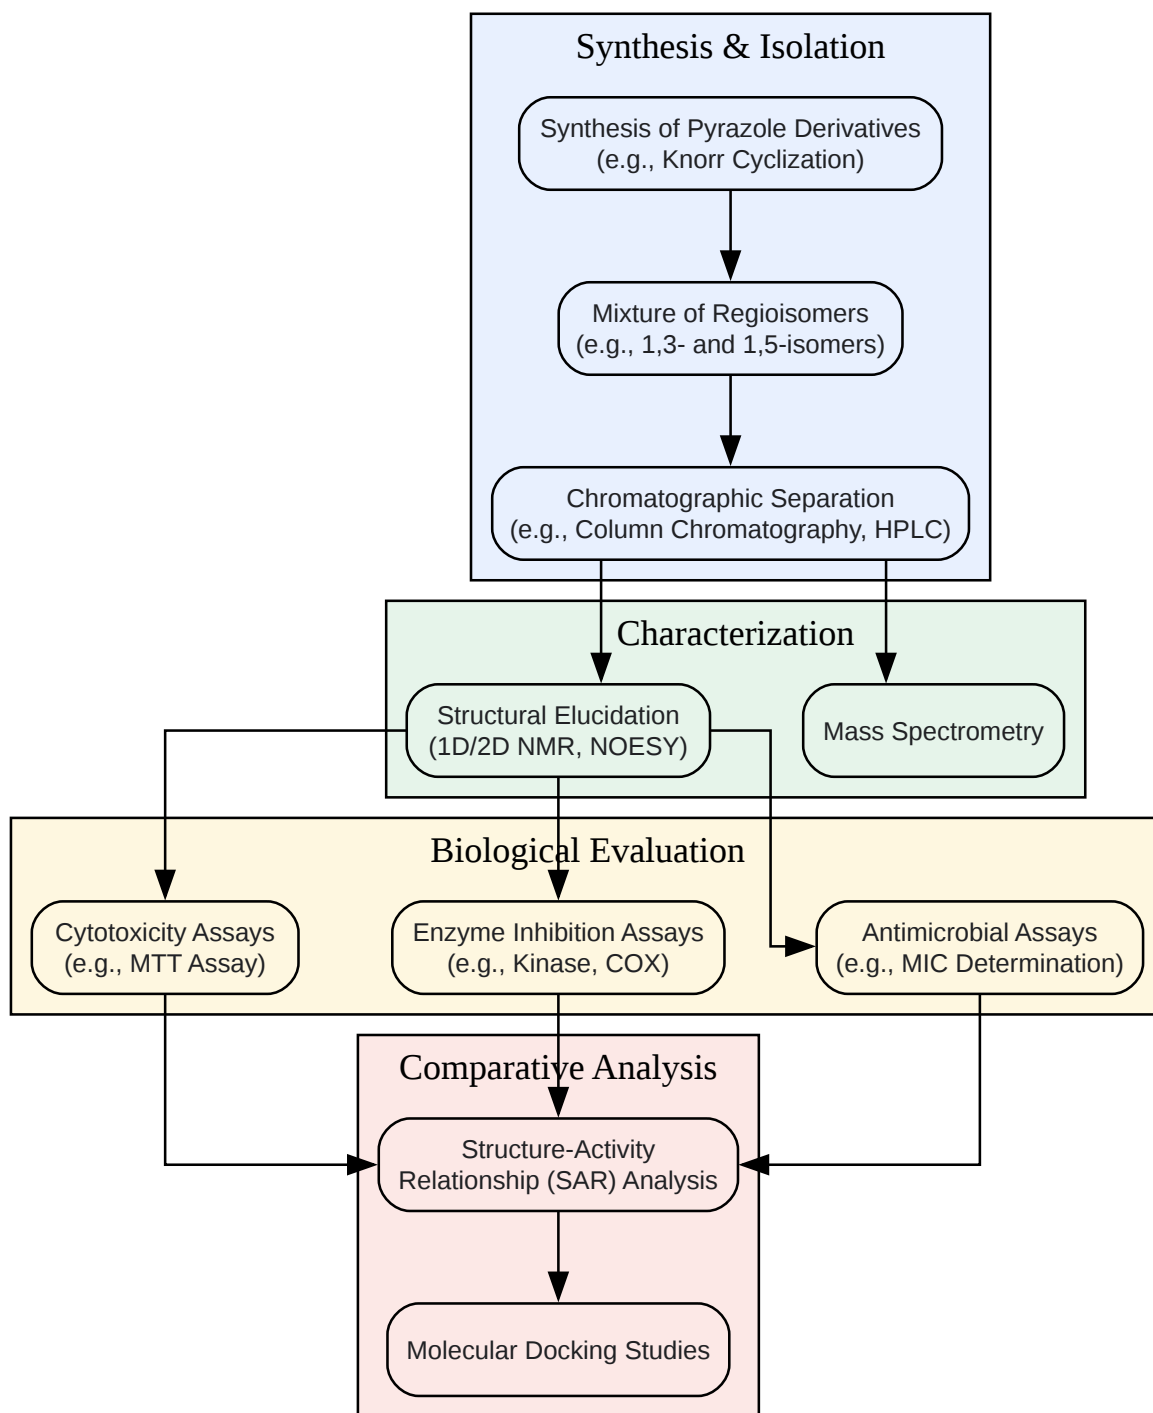 Synthesis & Isolation
Synthesis of Pyrazole Derivatives
(e.g., Knorr Cyclization)
Mixture of Regioisomers
(e.g., 1,3- and 1,5-isomers)
Chromatographic Separation
(e.g., Column Chromatography, HPLC)
Characterization
Structural Elucidation
(1D/2D NMR, NOESY)
Mass Spectrometry
Biological Evaluation
Cytotoxicity Assays
(e.g., MTT Assay)
Enzyme Inhibition Assays
(e.g., Kinase, COX)
Antimicrobial Assays
(e.g., MIC Determination)
Comparative Analysis
Structure-Activity
Relationship (SAR) Analysis
Molecular Docking Studies